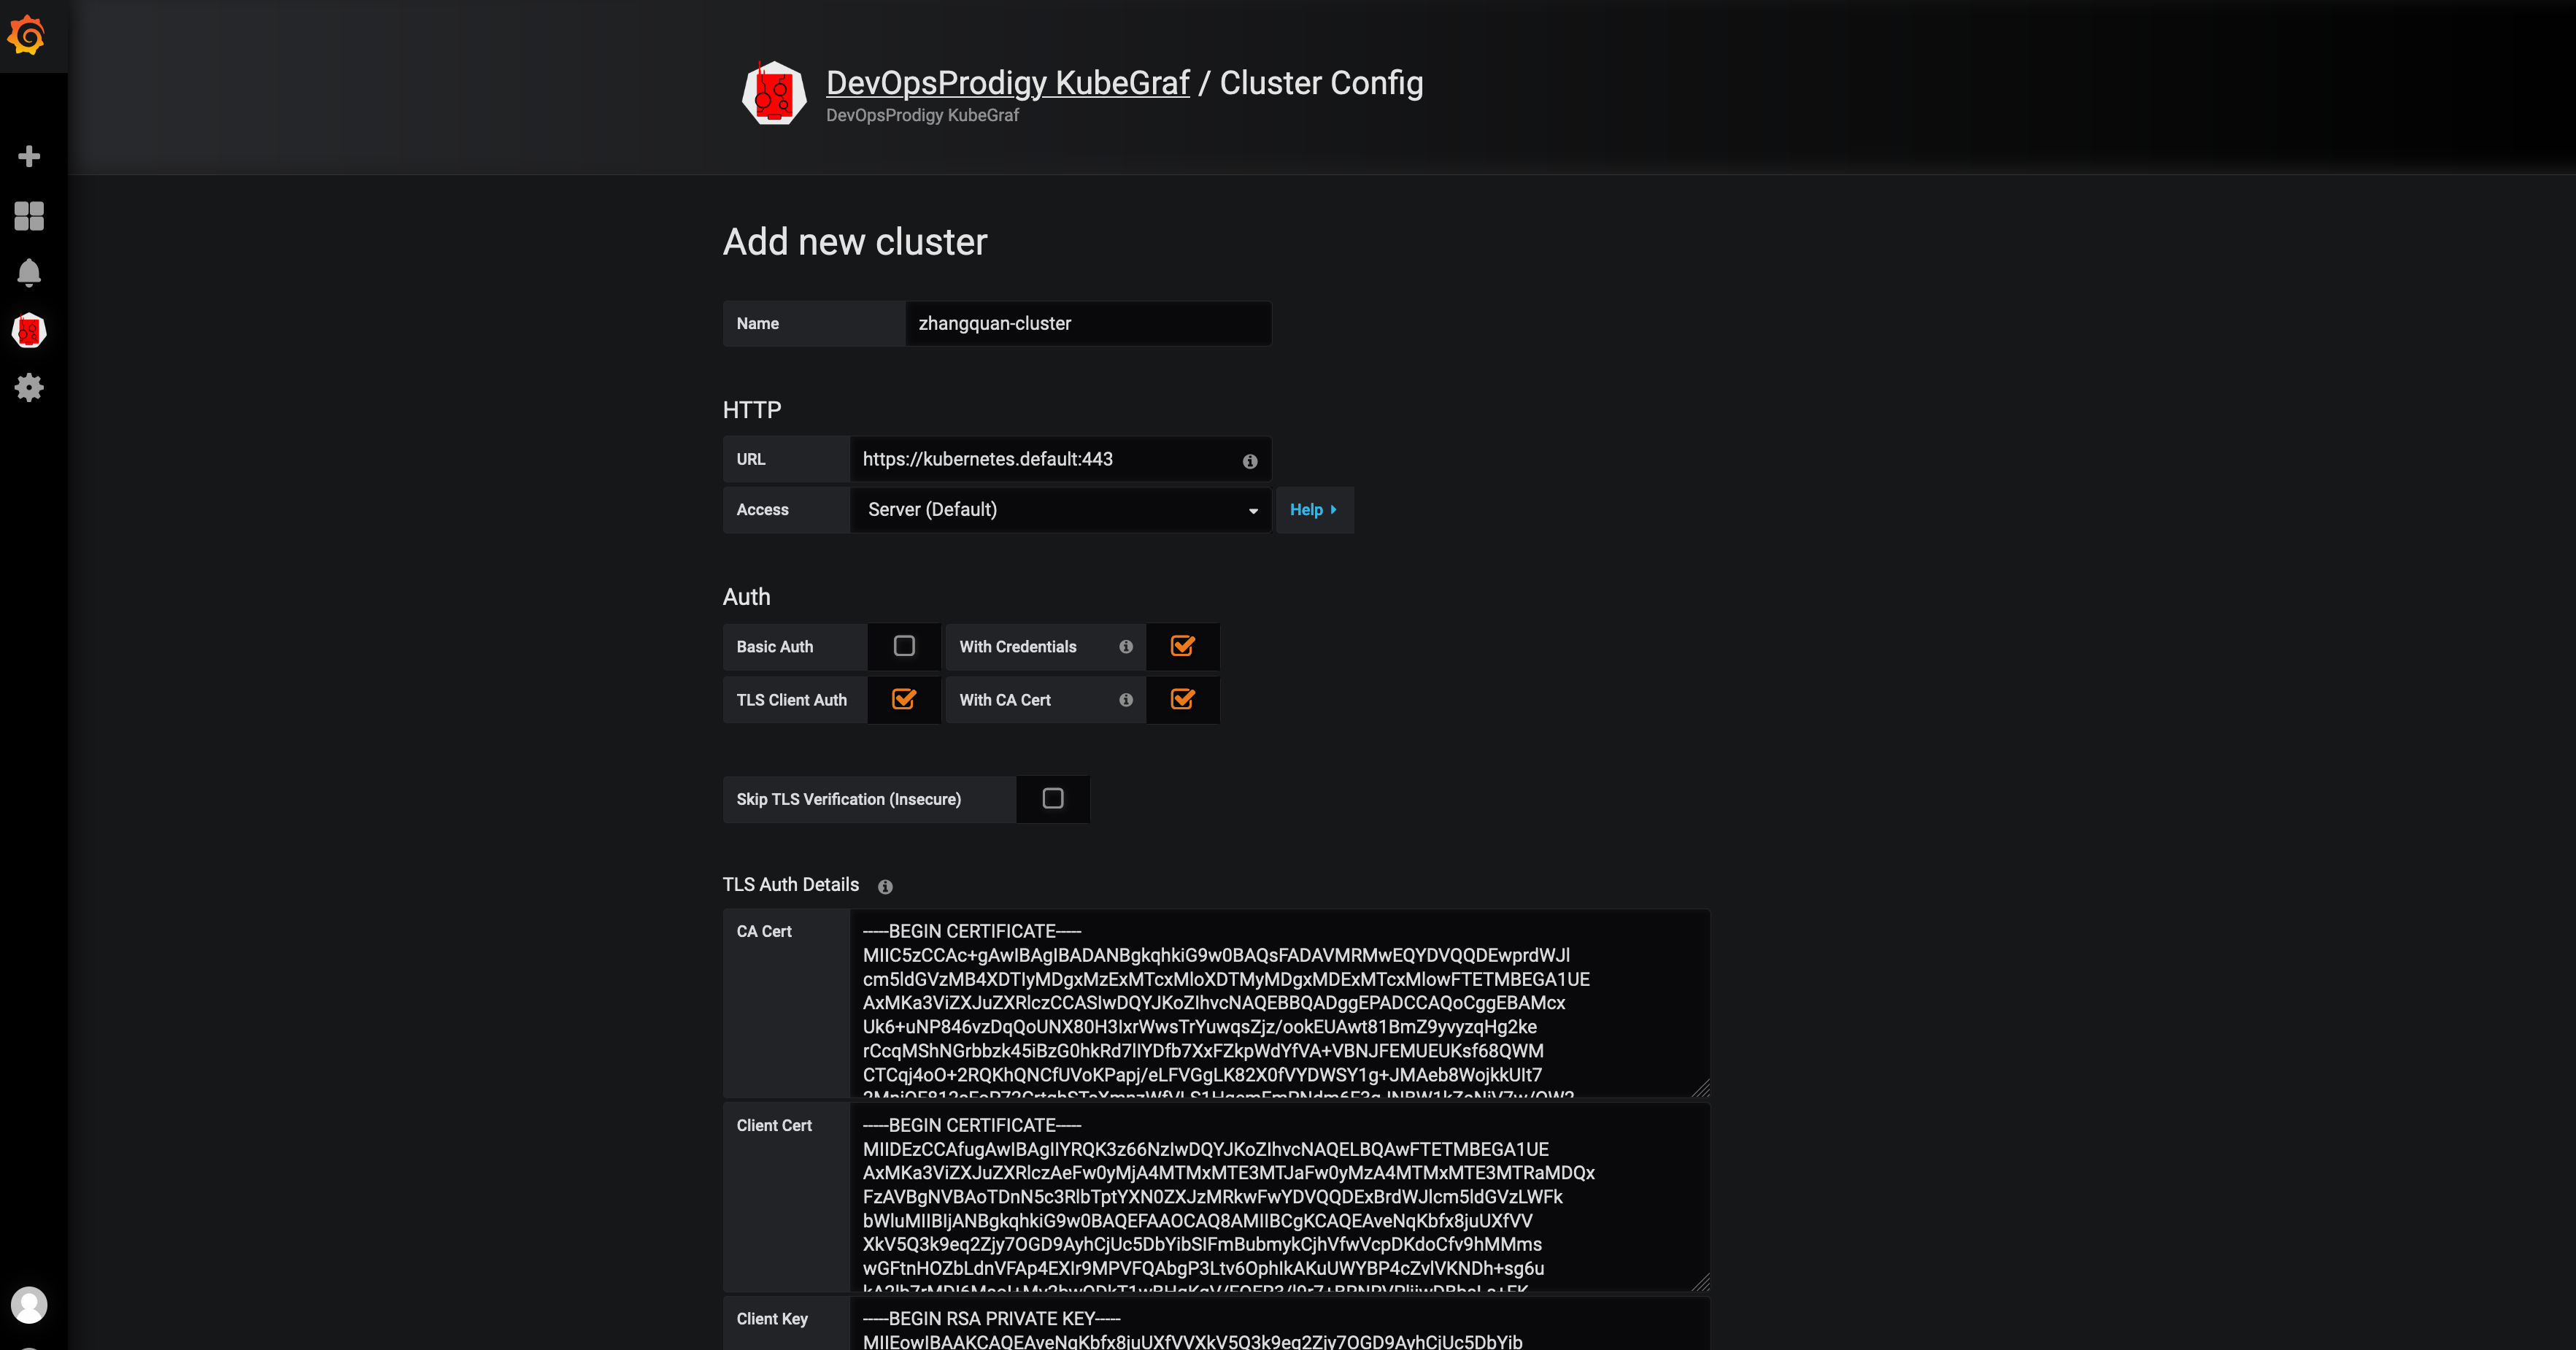 DevOpsProdigy KubeGraf / Cluster Config
DevOpsProdigy KubeGraf
Add new cluster
Name
zhangquan-cluster
HTTP
URL
https://kubernetes.default:443
Access
Server (Default)
Help
Auth
Basic Auth
With Credentials
TLS Client Auth
With CA Cert
Skip TLS Verification (Insecure)
TLS Auth Details
CA Cert
-----BEGIN CERTIFICATE-----
MIIC5zCCAc+gAwIBAgIBADANBgkqhkiG9w0BAQsFADAVMRMwEQYDVQQDEwprdWJl
cm5ldGVzMB4XDTIyMDgxMzExMTcxMloXDTMyMDgxMDExMTcxMlowFTETMBEGA1UE
AxMKa3ViZXJuZXRlczCCASIwDQYJKoZIhvcNAQEBBQADggEPADCCAQoCggEBAMcx
Uk6+uNP846vzDqQoUNX80H3IxrWwsTrYuwqsZjz/ookEUAwt81BmZ9yvyzqHg2ke
rCcqMShNGrbbzk45iBzG0hkRd7lIYDfb7XxFZkpWdYfVA+VBNJFEMUEUKsf68QWM
CTCqj4oO+2RQKhQNCfUVoKPapj/eLFVGgLK82X0fVYDWSY1g+JMAeb8WojkkUIt7
Client Cert
-----BEGIN CERTIFICATE-----
MIIDEzCCAfugAwIBAgIIYRQK3z66NzIwDQYJKoZIhvcNAQELBQAwFTETMBEGA1UE
AxMKa3ViZXJuZXRlczAeFw0yMjA4MTMxMTE3MTJaFw0yMzA4MTMxMTE3MTRaMDQx
FzAVBgNVBAoTDnN5c3RlbTptYXN0ZXJzMRkwFwYDVQQDExBrdWJlcm5ldGVzLWFk
bWluMIIBIjANBgkqhkiG9w0BAQEFAAOCAQ8AMIIBCgKCAQEAveNqKbfx8juUXfVV
XkV5Q3k9eq2Zjy7OGD9AyhCjUc5DbYibSIFmBubmykCjhVfwVcpDKdoCfv9hMMms
wGFtnHOZbLdnVFAp4EXIr9MPVFQAbgP3Ltv6OphIkAKuUWYBP4cZvlVKNDh+sg6u
Client Key
-----BEGIN RSA PRIVATE KEY-----
MIIEowIBAAKCAQEAveNqKbfx8juUXfVVXkV5Q3k9eq2Zjy7OGD9AyhCjUc5DbYib